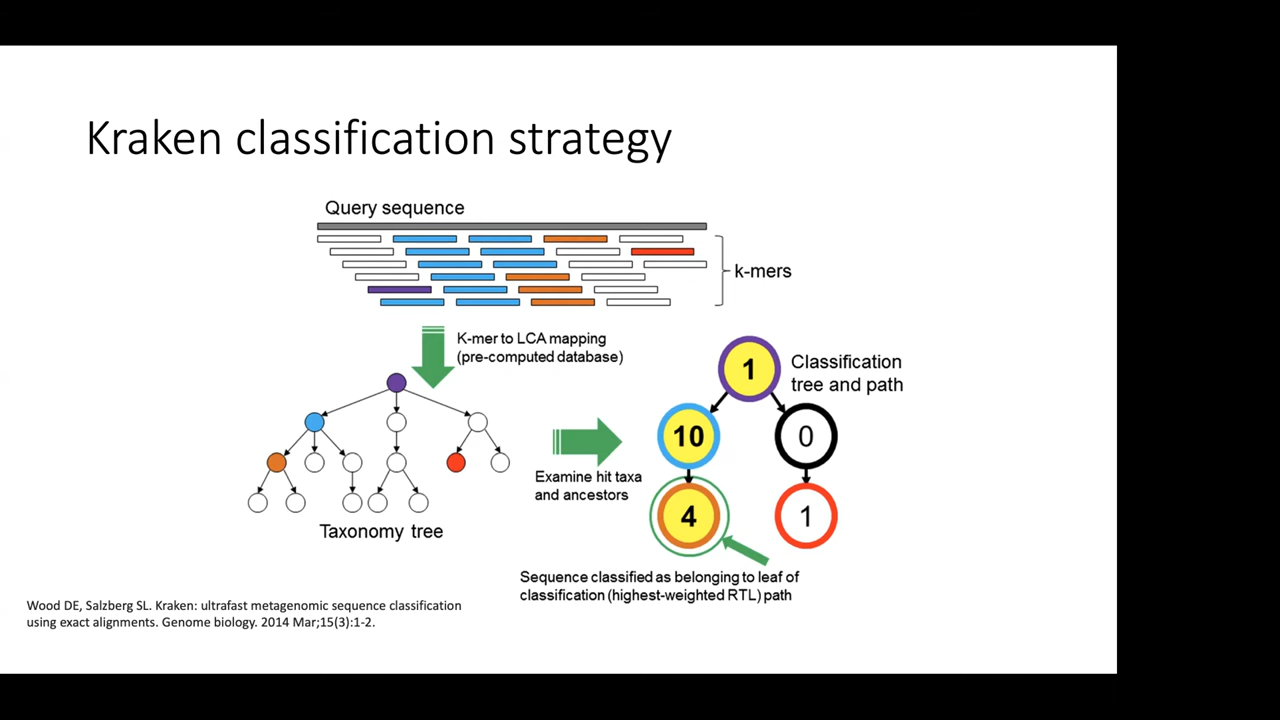 Kraken classification strategy
Query sequence
k-mers
K-mer to LCA mapping
(pre-computed database)
1
Classification
tree and path
10
0
Examine hit taxa
and ancestors
4
1
Taxonomy tree
Sequence classified as belonging to leaf of
classification (highest-weighted RTL) path
Wood DE, Salzberg SL. Kraken: ultrafast metagenomic sequence classification
using exact alignments. Genome biology. 2014 Mar;15(3):1-2.